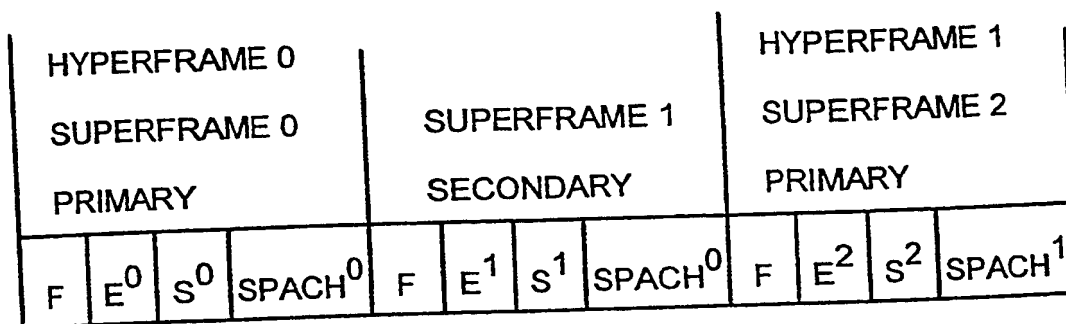 HYPERFRAME 0
SUPERFRAME 0
PRIMARY
SUPERFRAME 1
SECONDARY
HYPERFRAME 1
SUPERFRAME 2
PRIMARY
F E⁰ S⁰ SPACH⁰ F E¹ S¹ SPACH⁰ F E² S² SPACH¹